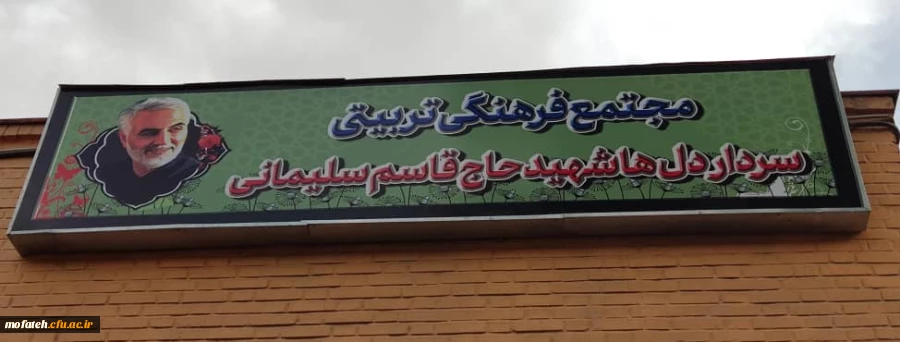 مجتمع فرهنگی تربیتی
سردار دل ها شهید حاج قاسم سلیمانی
mofateh.cfu.ac.ir